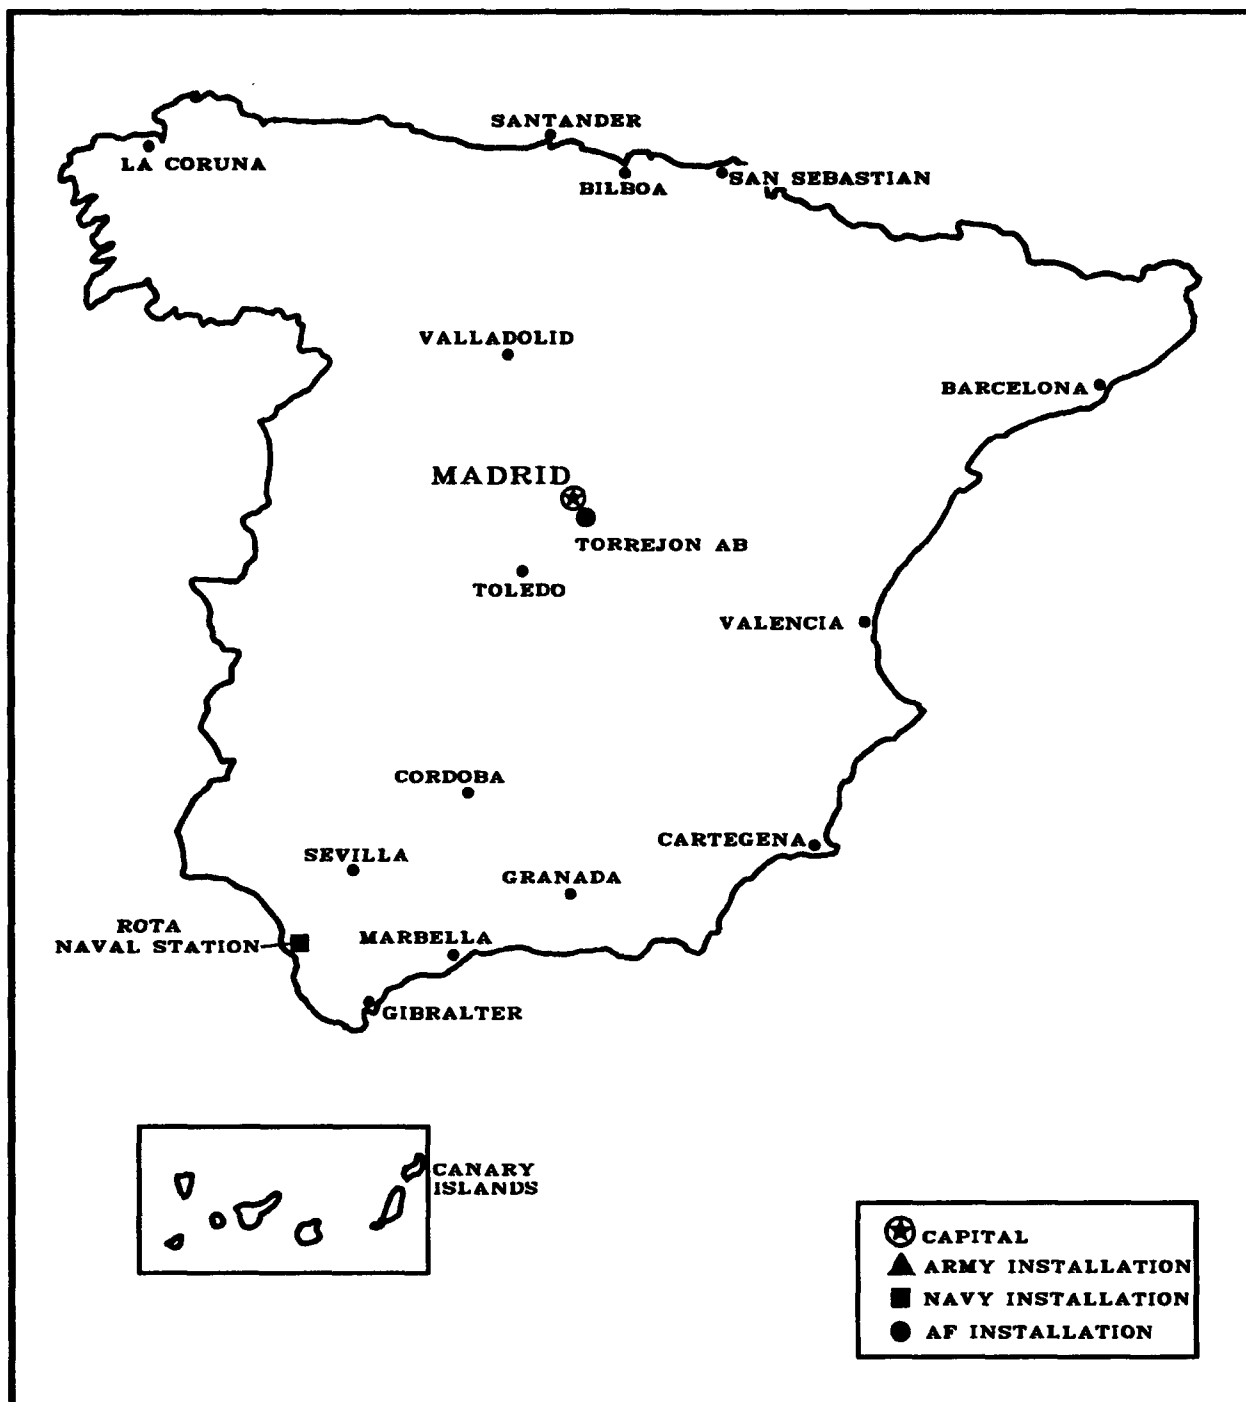 SANTANDER
LA CORUNA
BILBOA
SAN SEBASTIAN
VALLADOLID
BARCELONA
MADRID
TORREJON AB
TOLEDO
VALENCIA
CORDOBA
CARTEGENA
SEVILLA
GRANADA
ROTA
NAVAL STATION
MARBELLA
GIBRALTER
CANARY
ISLANDS
CAPITAL
ARMY INSTALLATION
NAVY INSTALLATION
AF INSTALLATION